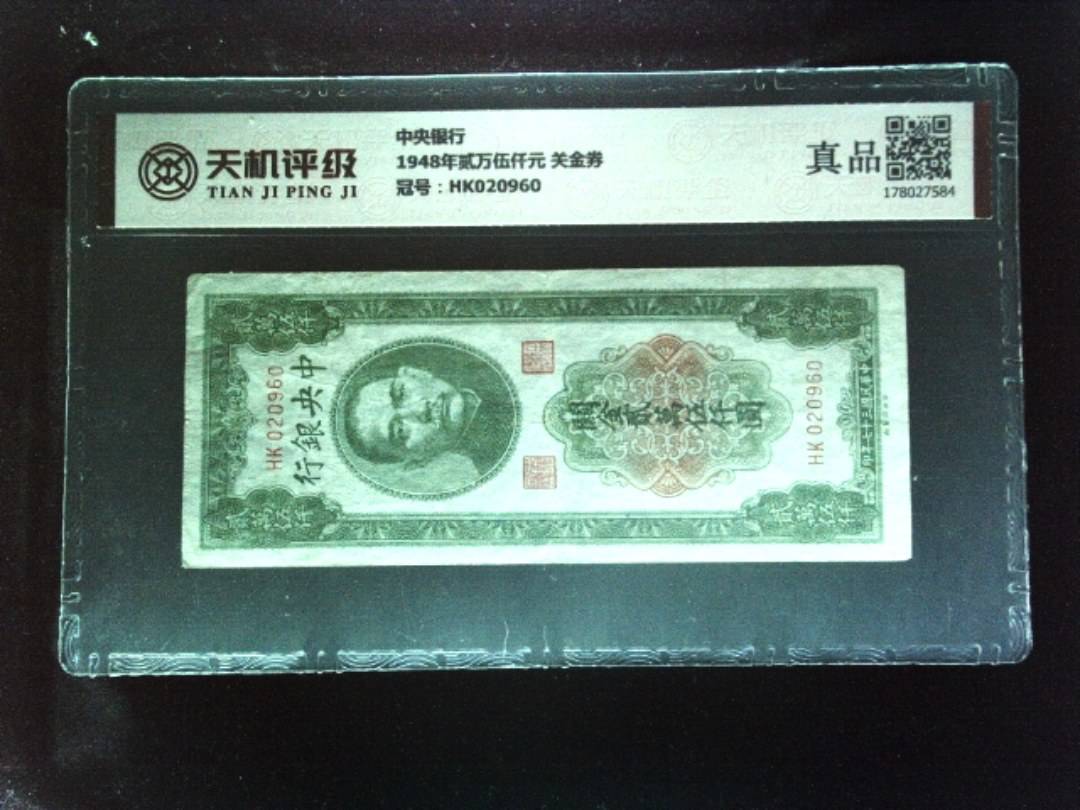 天机评级
TIAN JI PING JI
中央银行
1948年贰万伍仟元 关金券
冠号：HK020960
真品
178027584
HK020960
中央銀行
關金貳萬伍仟圓
HK020960